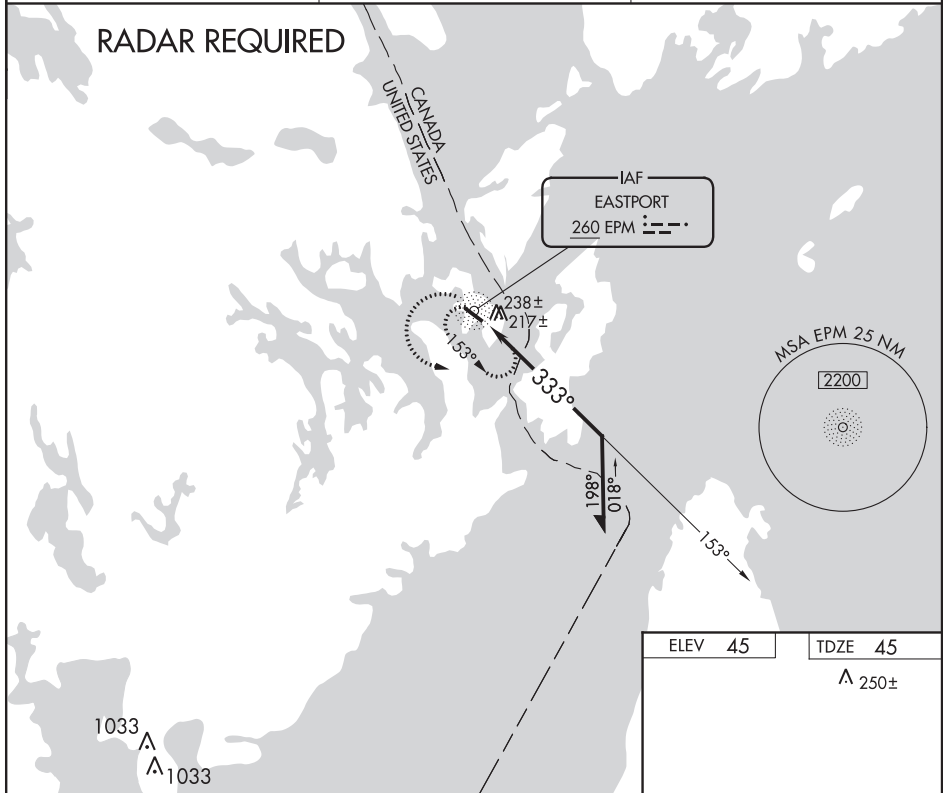 RADAR REQUIRED
CANADA
UNITED STATES
IAF
EASTPORT
260 EPM
238±
217±
153°
333°
MSA EPM 25 NM
2200
198°
018°
153°
ELEV 45
TDZE 45
250±
1033
1033